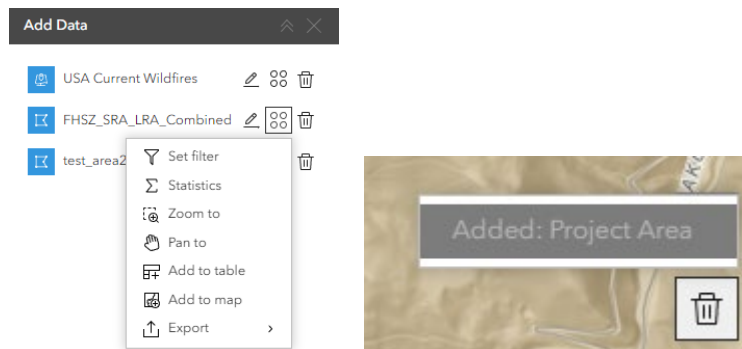 Add Data
USA Current Wildfires
FHSZ_SRA_LRA_Combined
test_area2
Set filter
Statistics
Zoom to
Pan to
Add to table
Add to map
Export
AKO
Added: Project Area